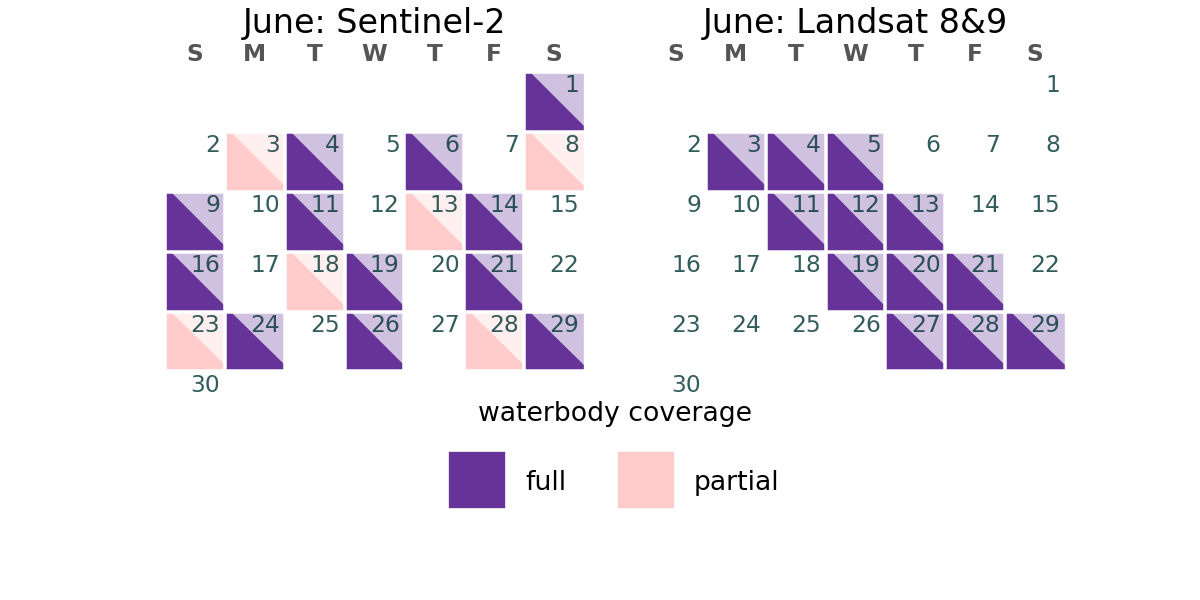 June: Sentinel-2
S M T W T F S
1
2 3 4 5 6 7 8
9 10 11 12 13 14 15
16 17 18 19 20 21 22
23 24 25 26 27 28 29
30
June: Landsat 8&9
S M T W T F S
1
2 3 4 5 6 7 8
9 10 11 12 13 14 15
16 17 18 19 20 21 22
23 24 25 26 27 28 29
30
waterbody coverage
full partial